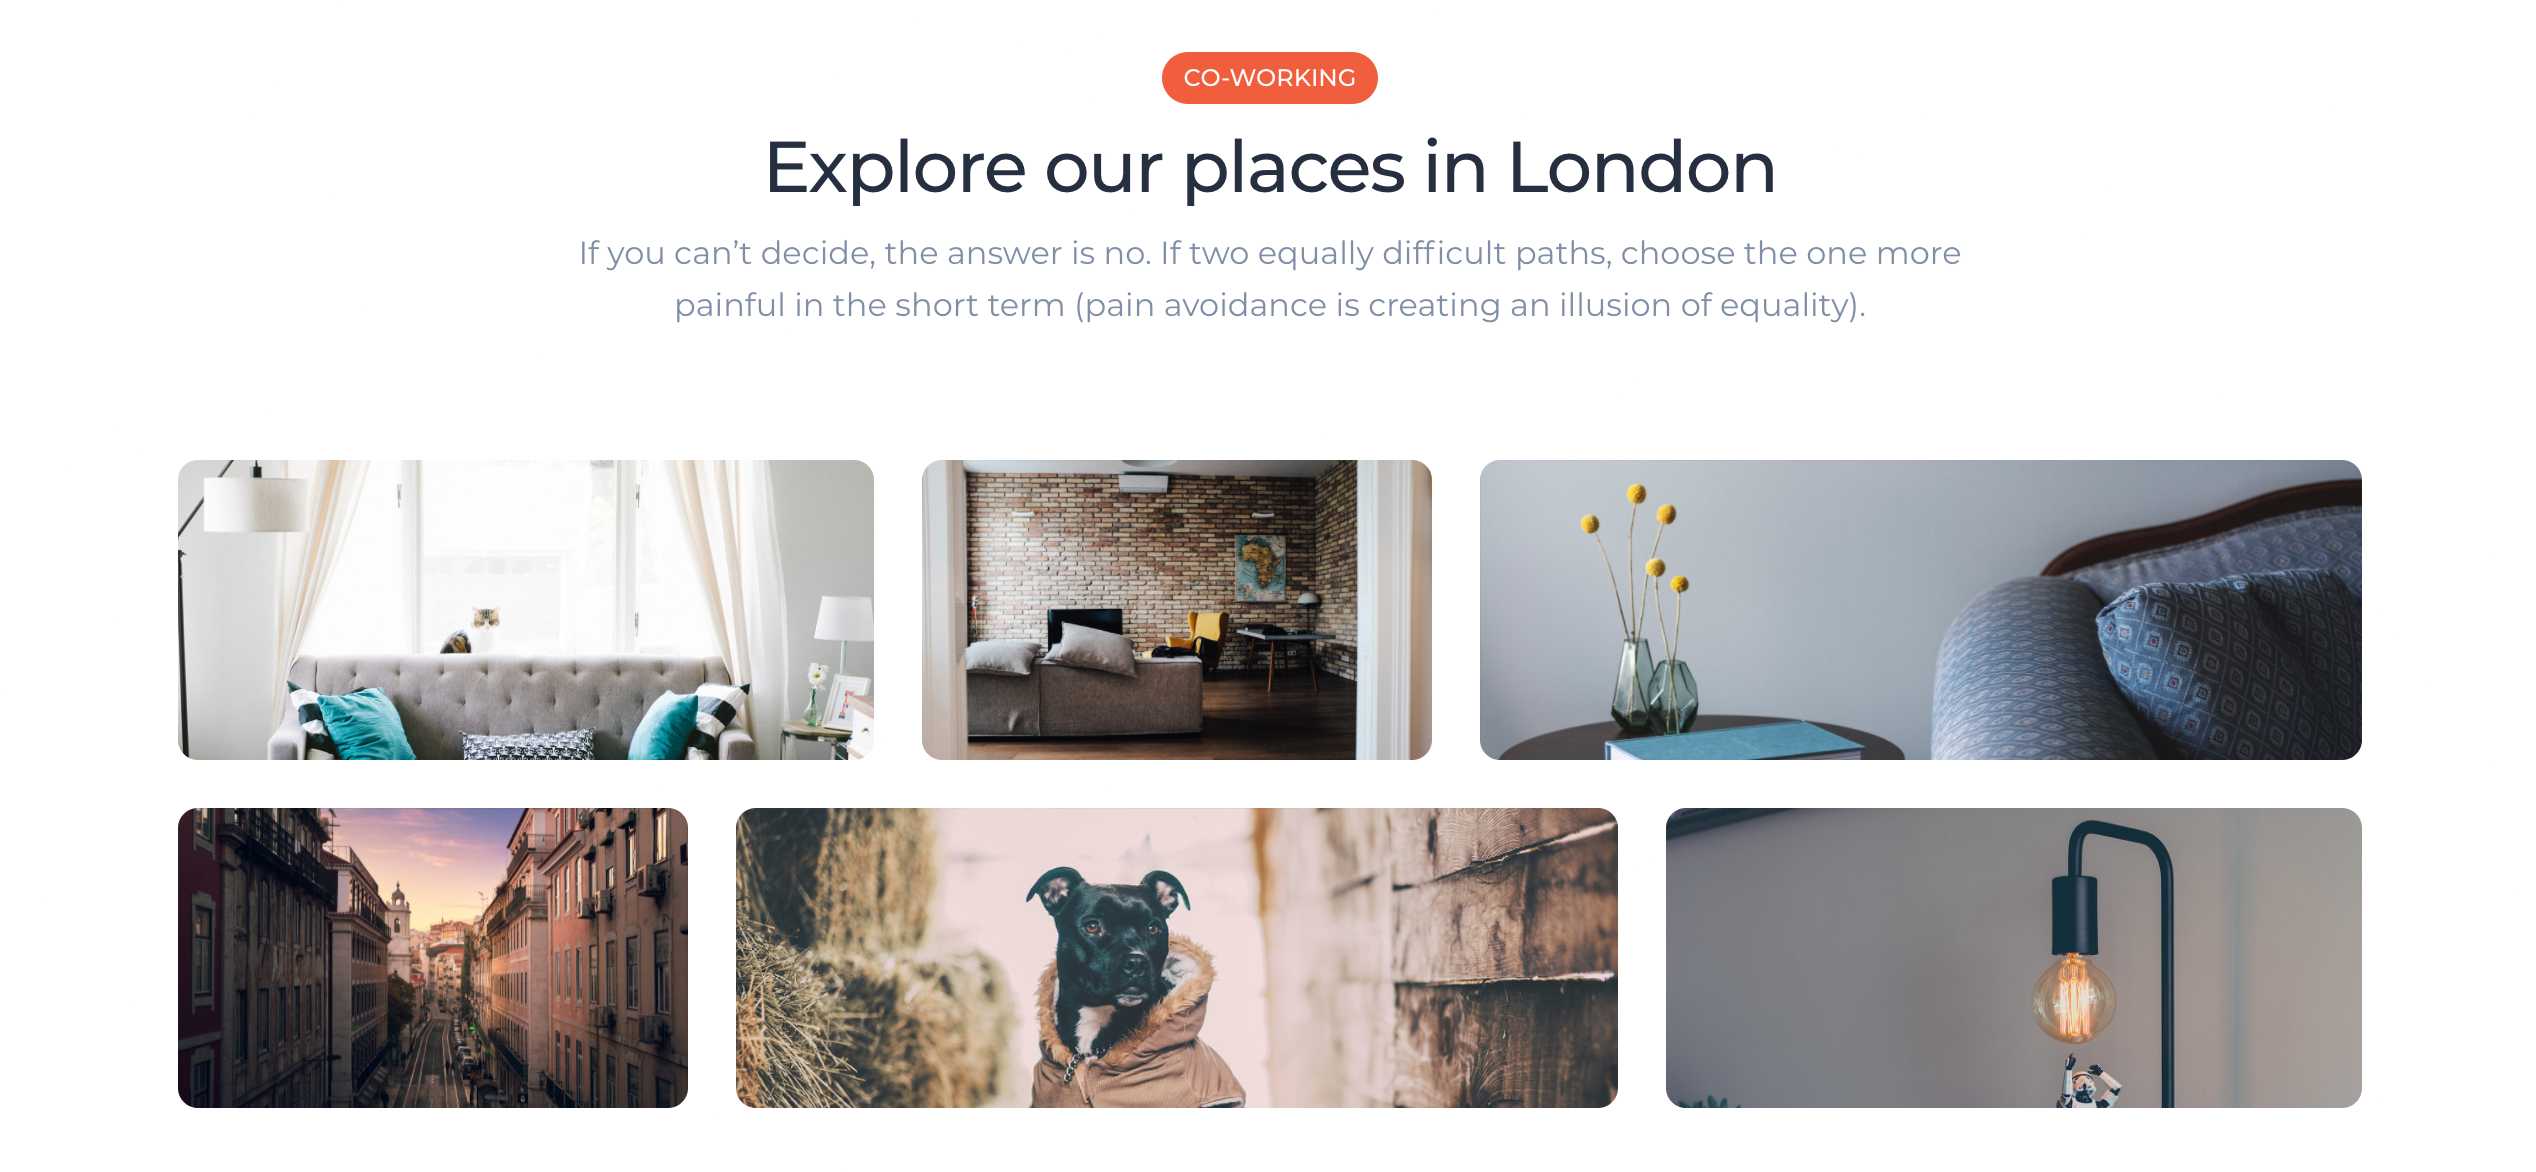 CO-WORKING
Explore our places in London
If you can’t decide, the answer is no. If two equally difficult paths, choose the one more
painful in the short term (pain avoidance is creating an illusion of equality).